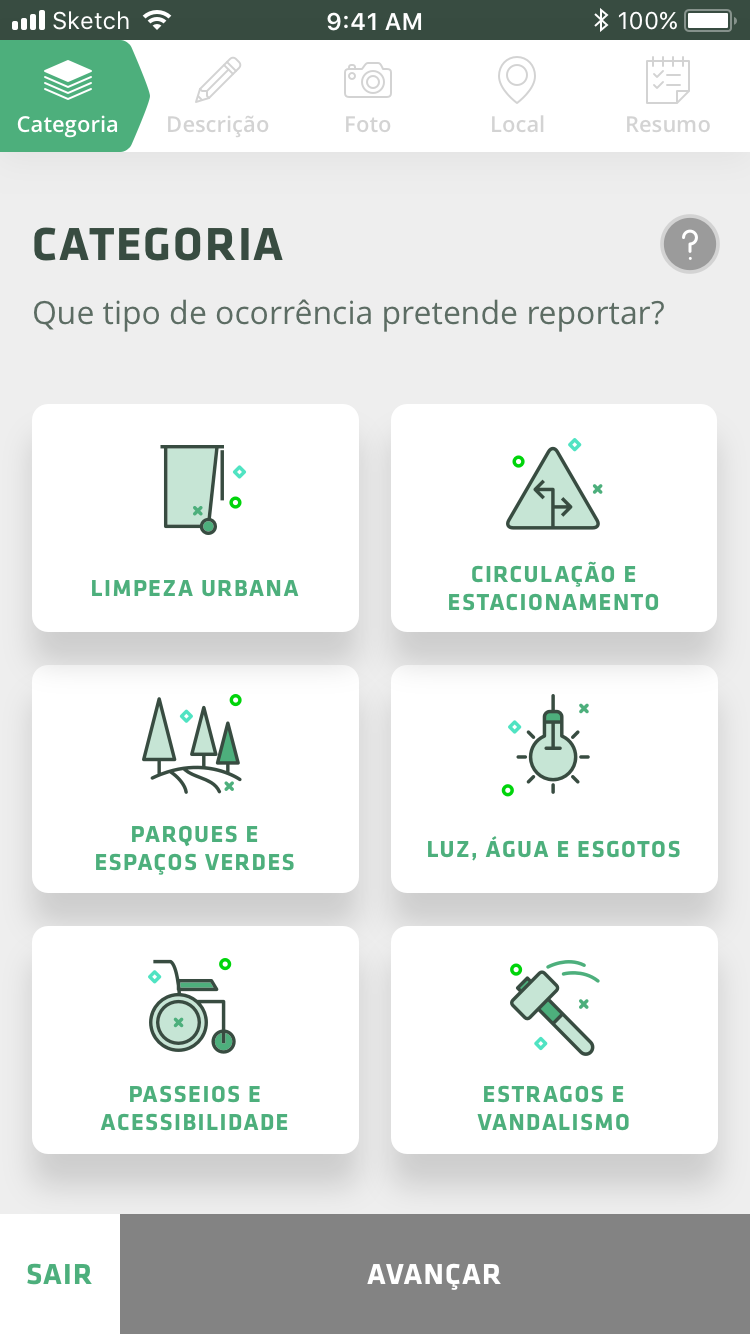 Sketch 9:41 AM 100%
Categoria Descrição Foto Local Resumo
CATEGORIA
?
Que tipo de ocorrência pretende reportar?
LIMPEZA URBANA
CIRCULAÇÃO E
ESTACIONAMENTO
PARQUES E
ESPAÇOS VERDES
LUZ, ÁGUA E ESGOTOS
PASSEIOS E
ACESSIBILIDADE
ESTRAGOS E
VANDALISMO
SAIR
AVANÇAR